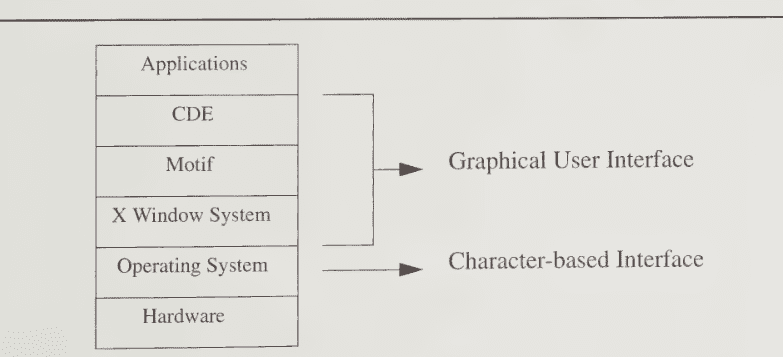 Applications
CDE
Motif
X Window System
Operating System
Hardware
Graphical User Interface
Character-based Interface